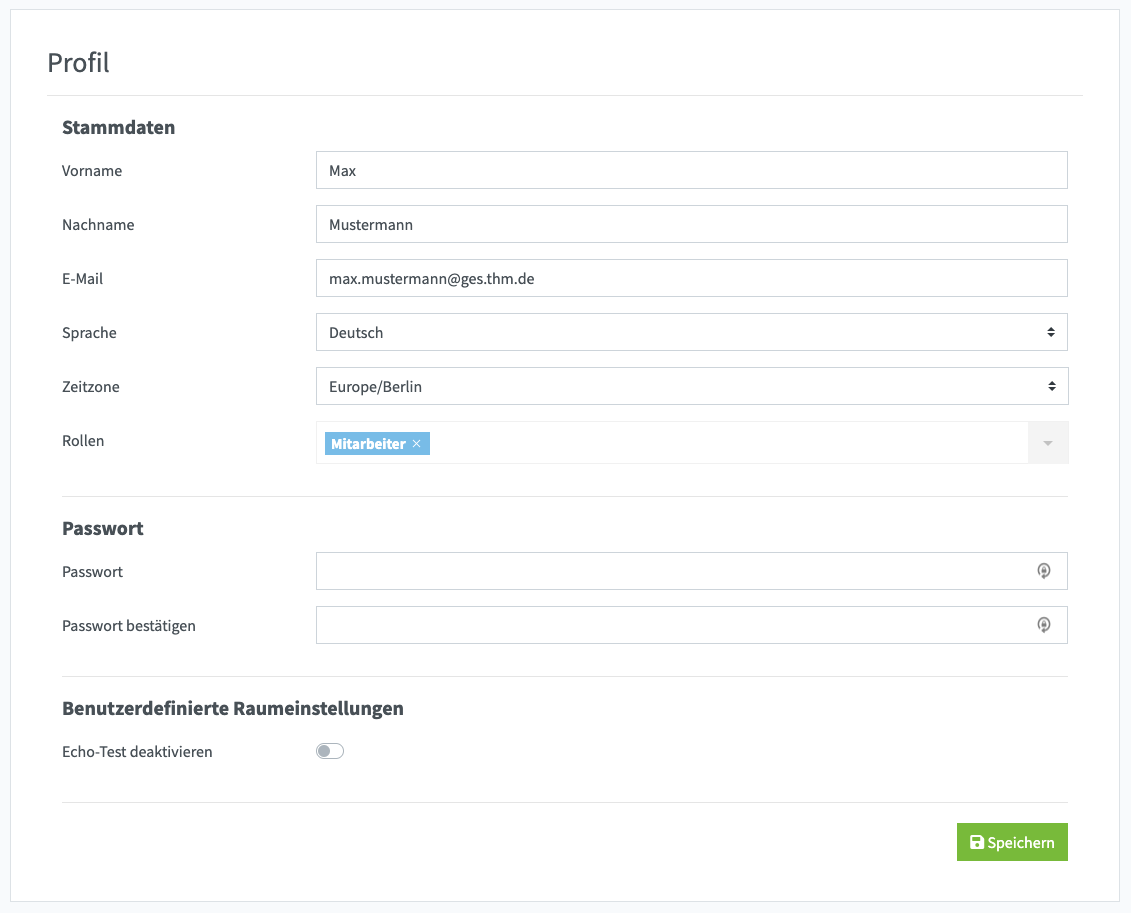 Profil
Stammdaten
Vorname
Max
Nachname
Mustermann
E-Mail
max.mustermann@ges.thm.de
Sprache
Deutsch
Zeitzone
Europe/Berlin
Rollen
Mitarbeiter ×
Passwort
Passwort
Passwort bestätigen
Benutzerdefinierte Raumeinstellungen
Echo-Test deaktivieren
Speichern